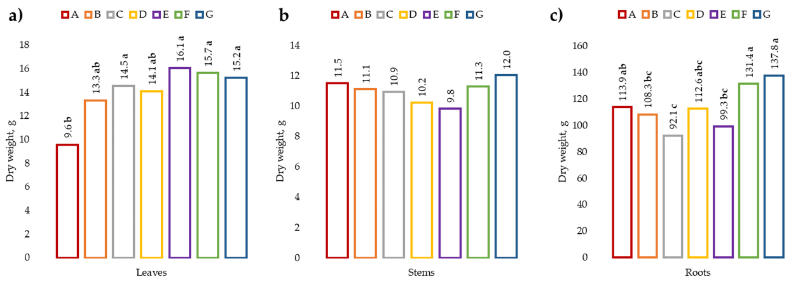 a)
A B C D E F G
Dry weight, g
18
16
14
12
10
8
6
4
2
0
9.6 b
13.3 ab
14.5 a
14.1 ab
16.1 a
15.7 a
15.2 a
Leaves
b)
A B C D E F G
Dry weight, g
14
12
10
8
6
4
2
0
11.5
11.1
10.9
10.2
9.8
11.3
12.0
Stems
c)
A B C D E F G
Dry weight, g
160
140
120
100
80
60
40
20
0
113.9 ab
108.3 bc
92.1 c
112.6 abc
99.3 bc
131.4 a
137.8 a
Roots